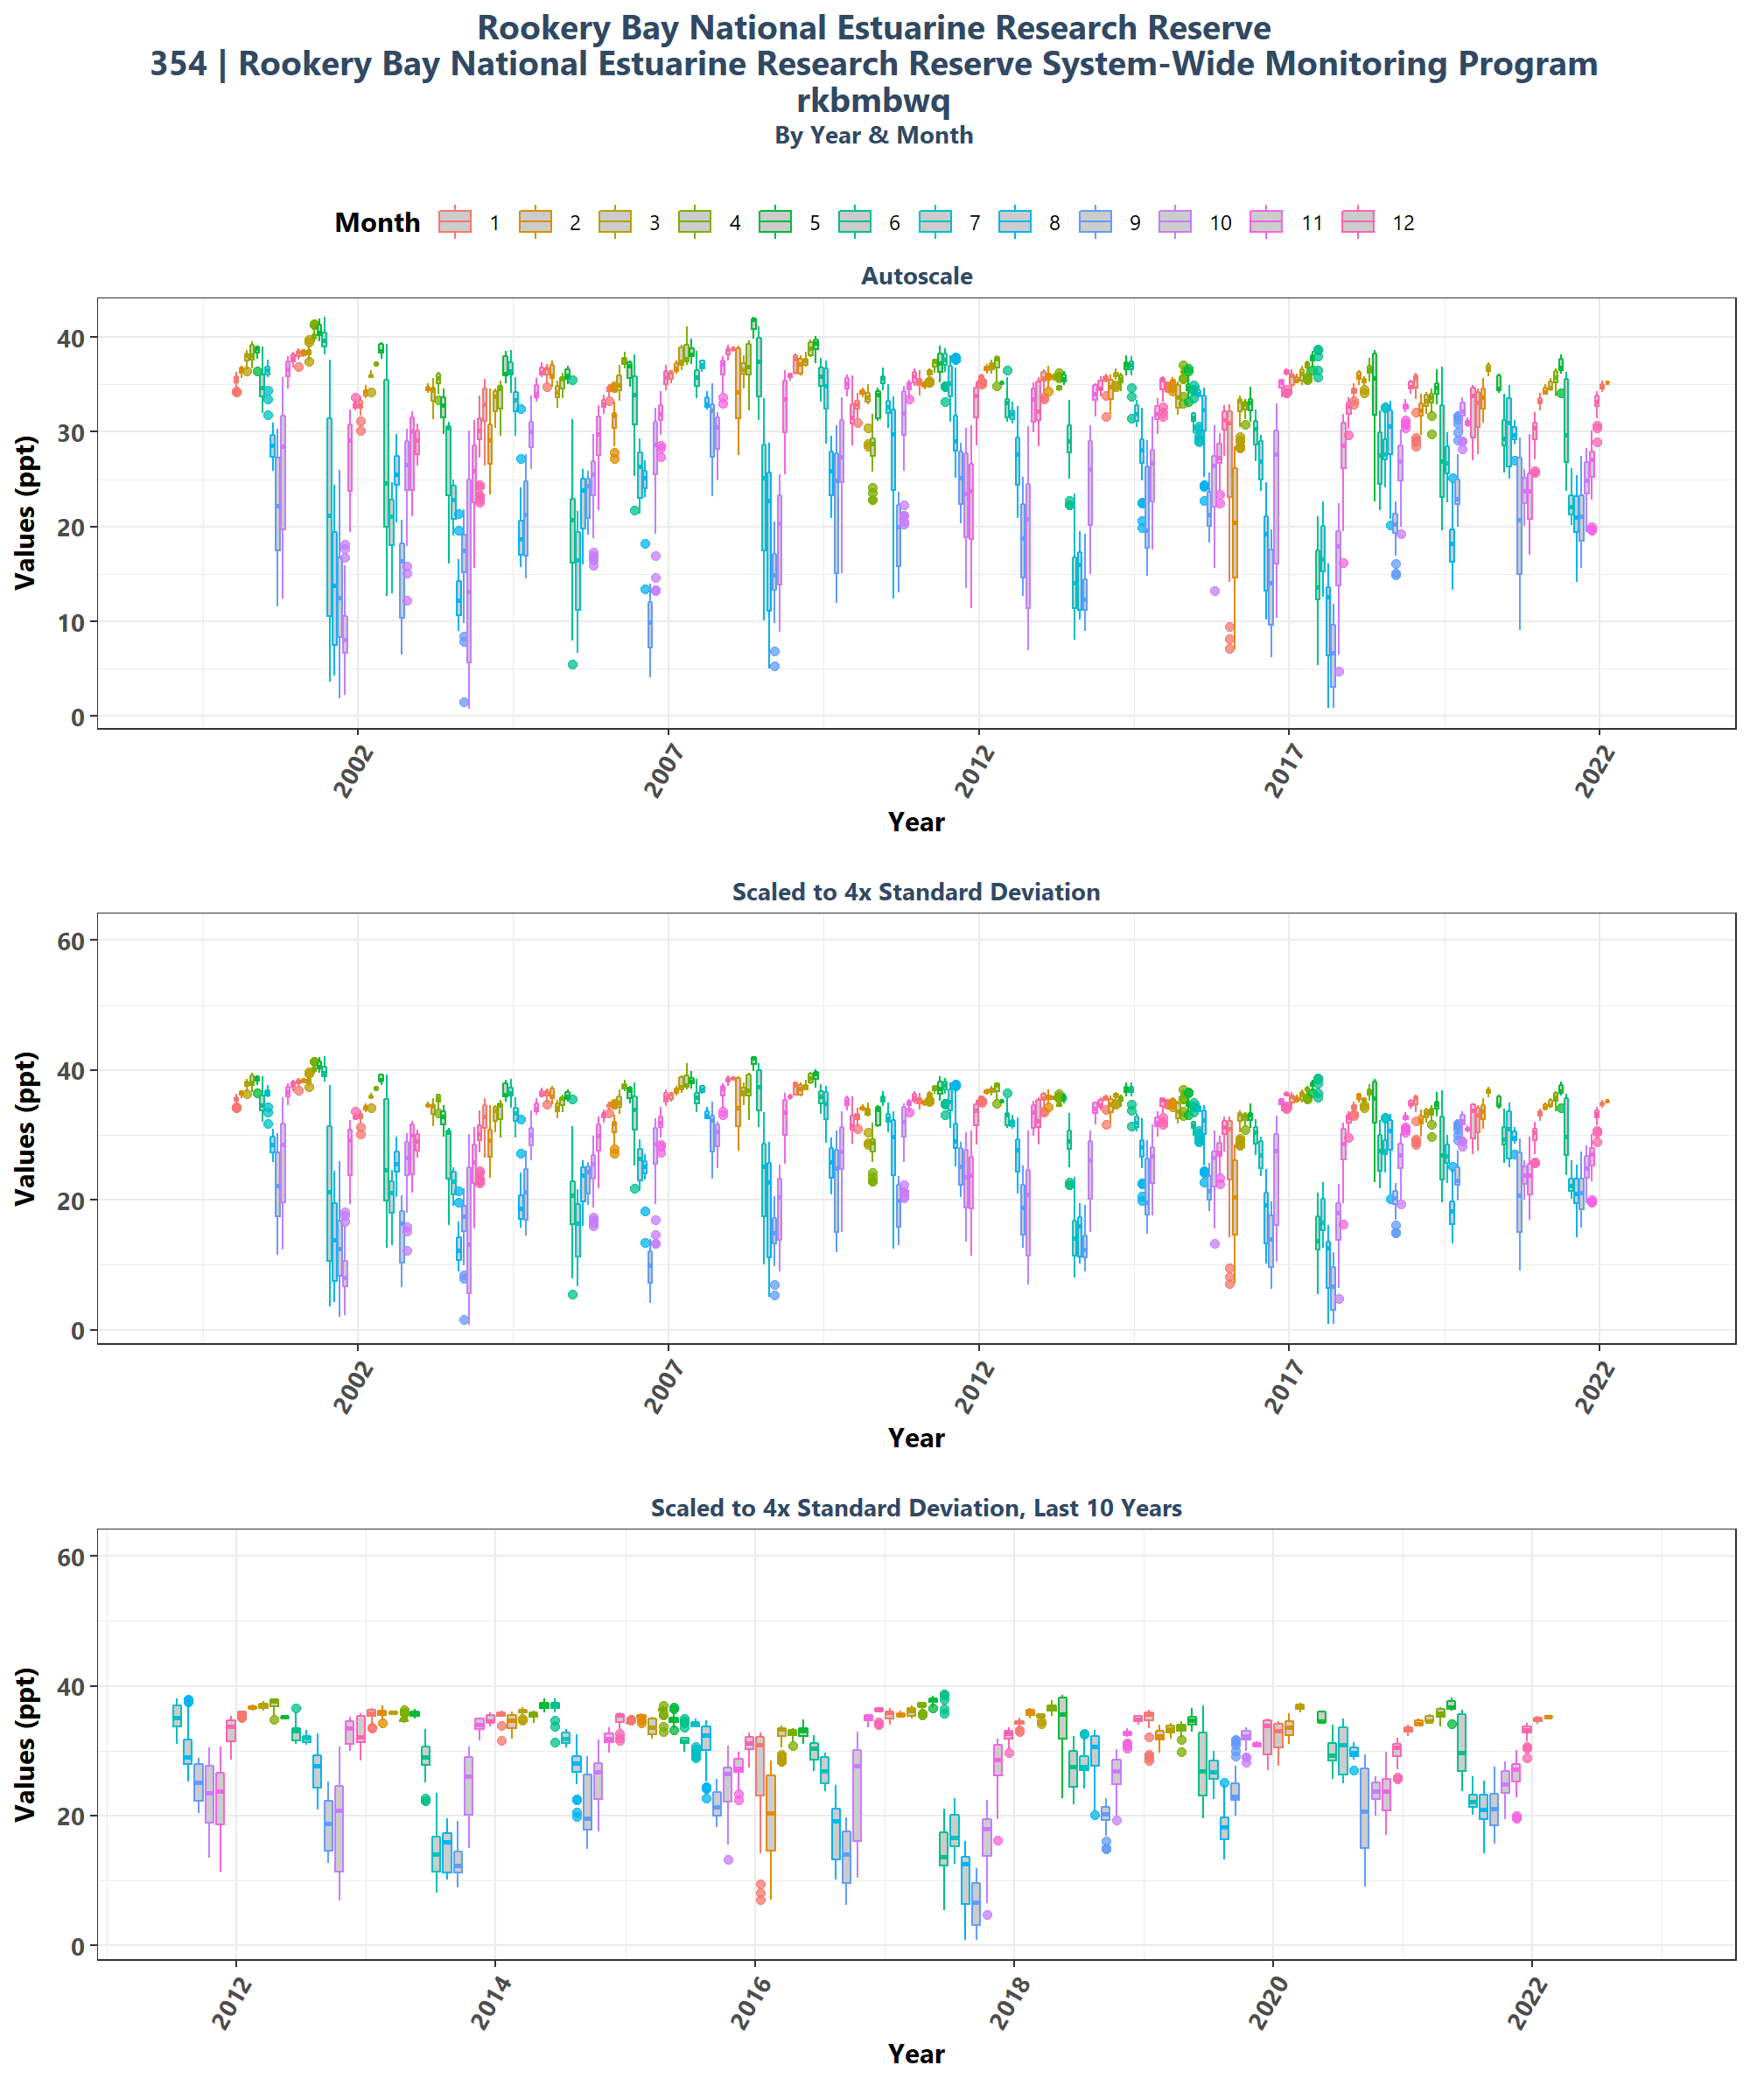 Rookery Bay National Estuarine Research Reserve
354 | Rookery Bay National Estuarine Research Reserve System-Wide Monitoring Program
rkbmbwq
By Year & Month
Month 1 2 3 4 5 6 7 8 9 10 11 12
Autoscale
Values (ppt)
40
30
20
10
0
2002 2007 2012 2017 2022
Year
Scaled to 4x Standard Deviation
Values (ppt)
60
40
20
0
2002 2007 2012 2017 2022
Year
Scaled to 4x Standard Deviation, Last 10 Years
Values (ppt)
60
40
20
0
2012 2014 2016 2018 2020 2022
Year